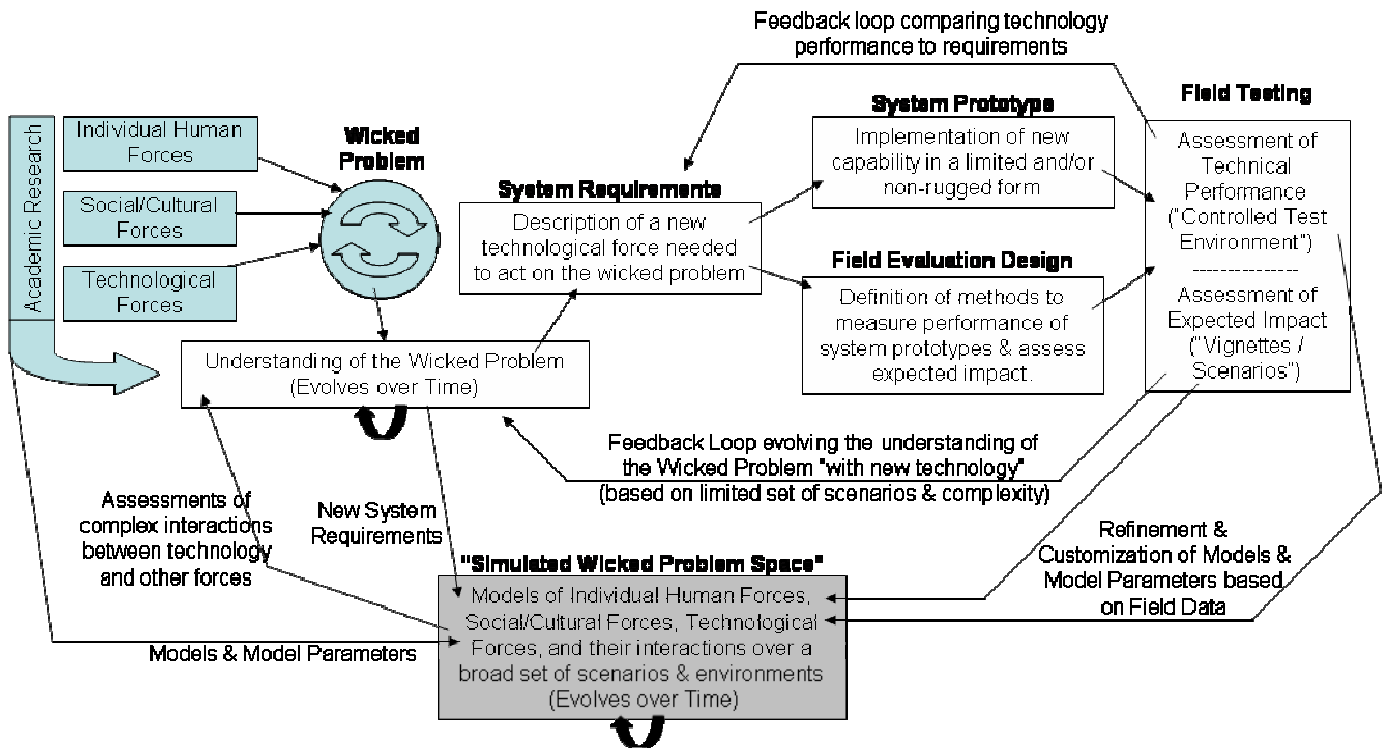 Feedback loop comparing technology
performance to requirements
Academic Research
Individual Human
Forces
Social/Cultural
Forces
Technological
Forces
Wicked
Problem
System Requirements
Description of a new
technological force needed
to act on the wicked problem
System Prototype
Implementation of new
capability in a limited and/or
non-rugged form
Field Evaluation Design
Definition of methods to
measure performance of
system prototypes & assess
expected impact.
Field Testing
Assessment of
Technical
Performance
("Controlled Test
Environment")
---------------
Assessment of
Expected Impact
("Vignettes /
Scenarios")
Understanding of the Wicked Problem
(Evolves over Time)
Feedback Loop evolving the understanding of
the Wicked Problem "with new technology"
(based on limited set of scenarios & complexity)
Assessments of
complex interactions
between technology
and other forces
New System
Requirements
Refinement &
Customization of Models &
Model Parameters based
on Field Data
"Simulated Wicked Problem Space"
Models of Individual Human Forces,
Social/Cultural Forces, Technological
Forces, and their interactions over a
broad set of scenarios & environments
(Evolves over Time)
Models & Model Parameters